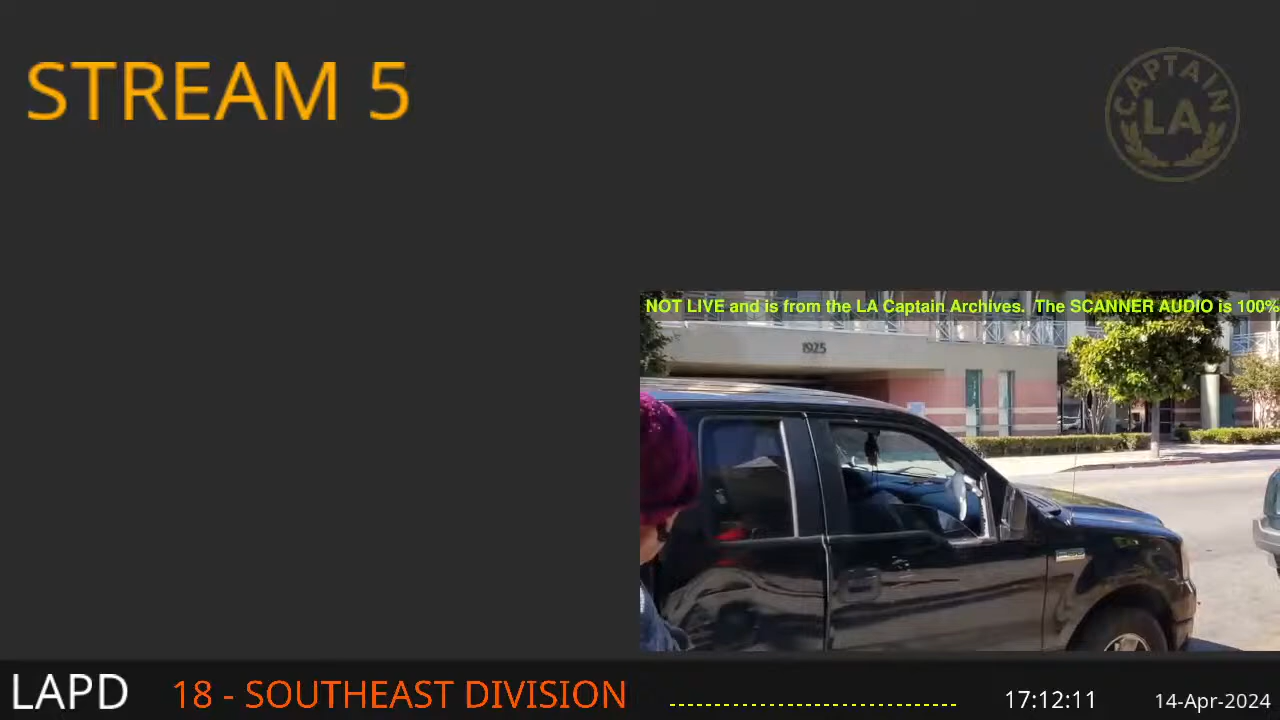 STREAM 5
CAPTAIN
LA
NOT LIVE and is from the LA Captain Archives. The SCANNER AUDIO is 100%
1925
LAPD 18 - SOUTHEAST DIVISION 17:12:11 14-Apr-2024